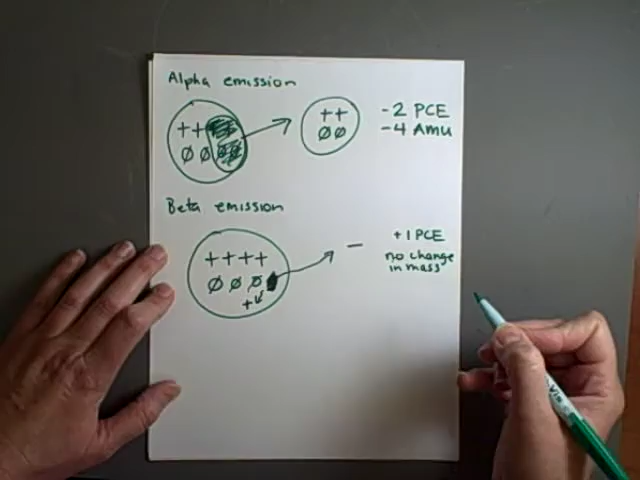 Alpha emission
++
ØØ
++
ØØ
-2 PCE
-4 Amu
Beta emission
++++
ØØØ
+
−
+1 PCE
no change
in mass